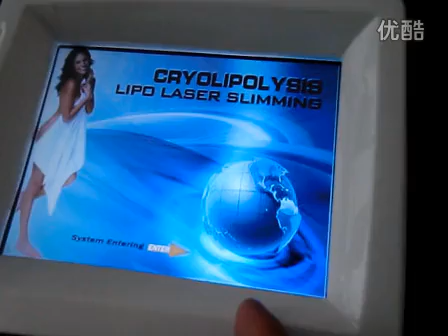 优酷
CRYOLIPOLYSIS
LIPO LASER SLIMMING
System Entering ENTER